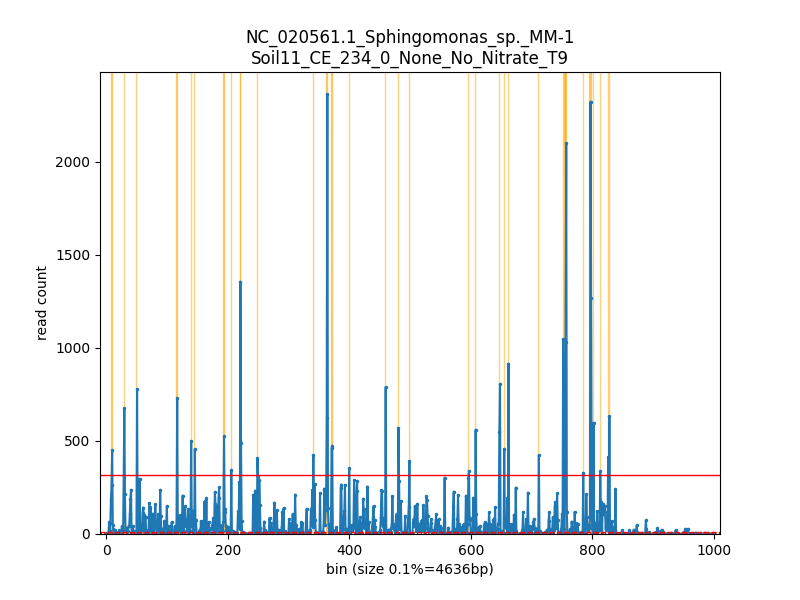 NC_020561.1_Sphingomonas_sp._MM-1
Soil11_CE_234_0_None_No_Nitrate_T9
2000
1500
1000
500
0
read count
0 200 400 600 800 1000
bin (size 0.1%=4636bp)